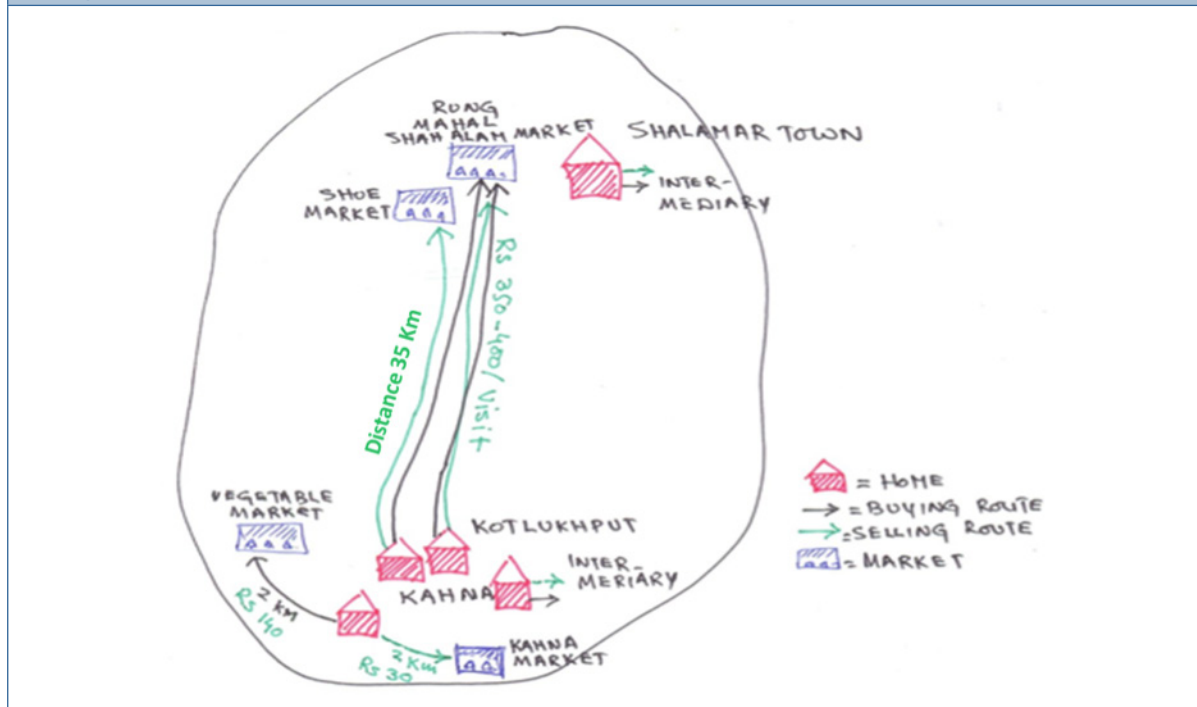 RUNG
MAHAL
SHAH ALAM MARKET
SHALAMAR TOWN
INTER-
MEDIARY
SHOE
MARKET
Rs 250-400/ Visit
Distance 35 Km
VEGETABLE
MARKET
KOTLUKHPUT
INTER-
MERIARY
KAHNA
2 KM
Rs 140
2 Km
Rs 30
KAHNA
MARKET
= HOME
= BUYING ROUTE
= SELLING ROUTE
= MARKET